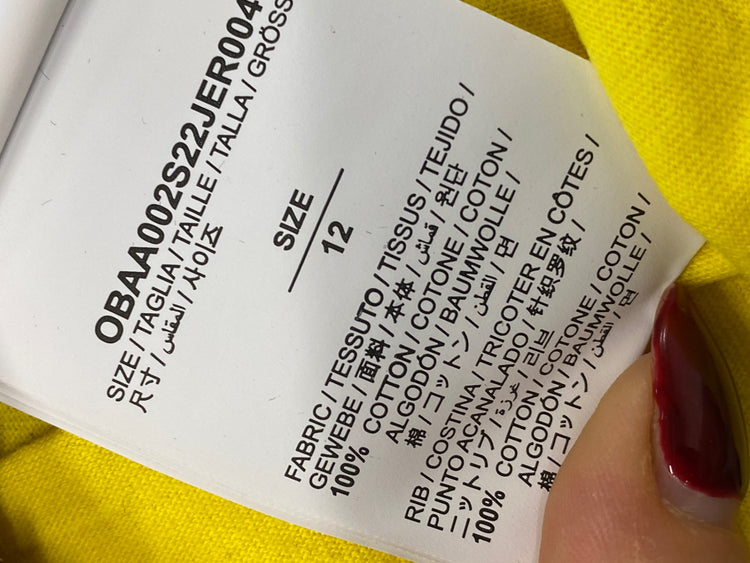 OBAA002S22JER004
SIZE / TAGLIA / TAILLE / TALLA / GRÖSS
尺寸 / المقاس / 사이즈
SIZE
12
FABRIC / TESSUTO / TISSUS / TEJIDO /
GEWEBE / 面料 / 本体 / قماش / 원단
100% COTTON / COTONE / COTON /
ALGODÓN / BAUMWOLLE /
棉 / コットン / القطن / 면
RIB / COSTINA / TRICOTER EN CÔTES /
PUNTO ACANALADO / 针织罗纹 /
ニットリブ / غرزة / 리브
100% COTTON / COTONE / COTON /
ALGODÓN / BAUMWOLLE /
棉 / コットン / القطن / 면